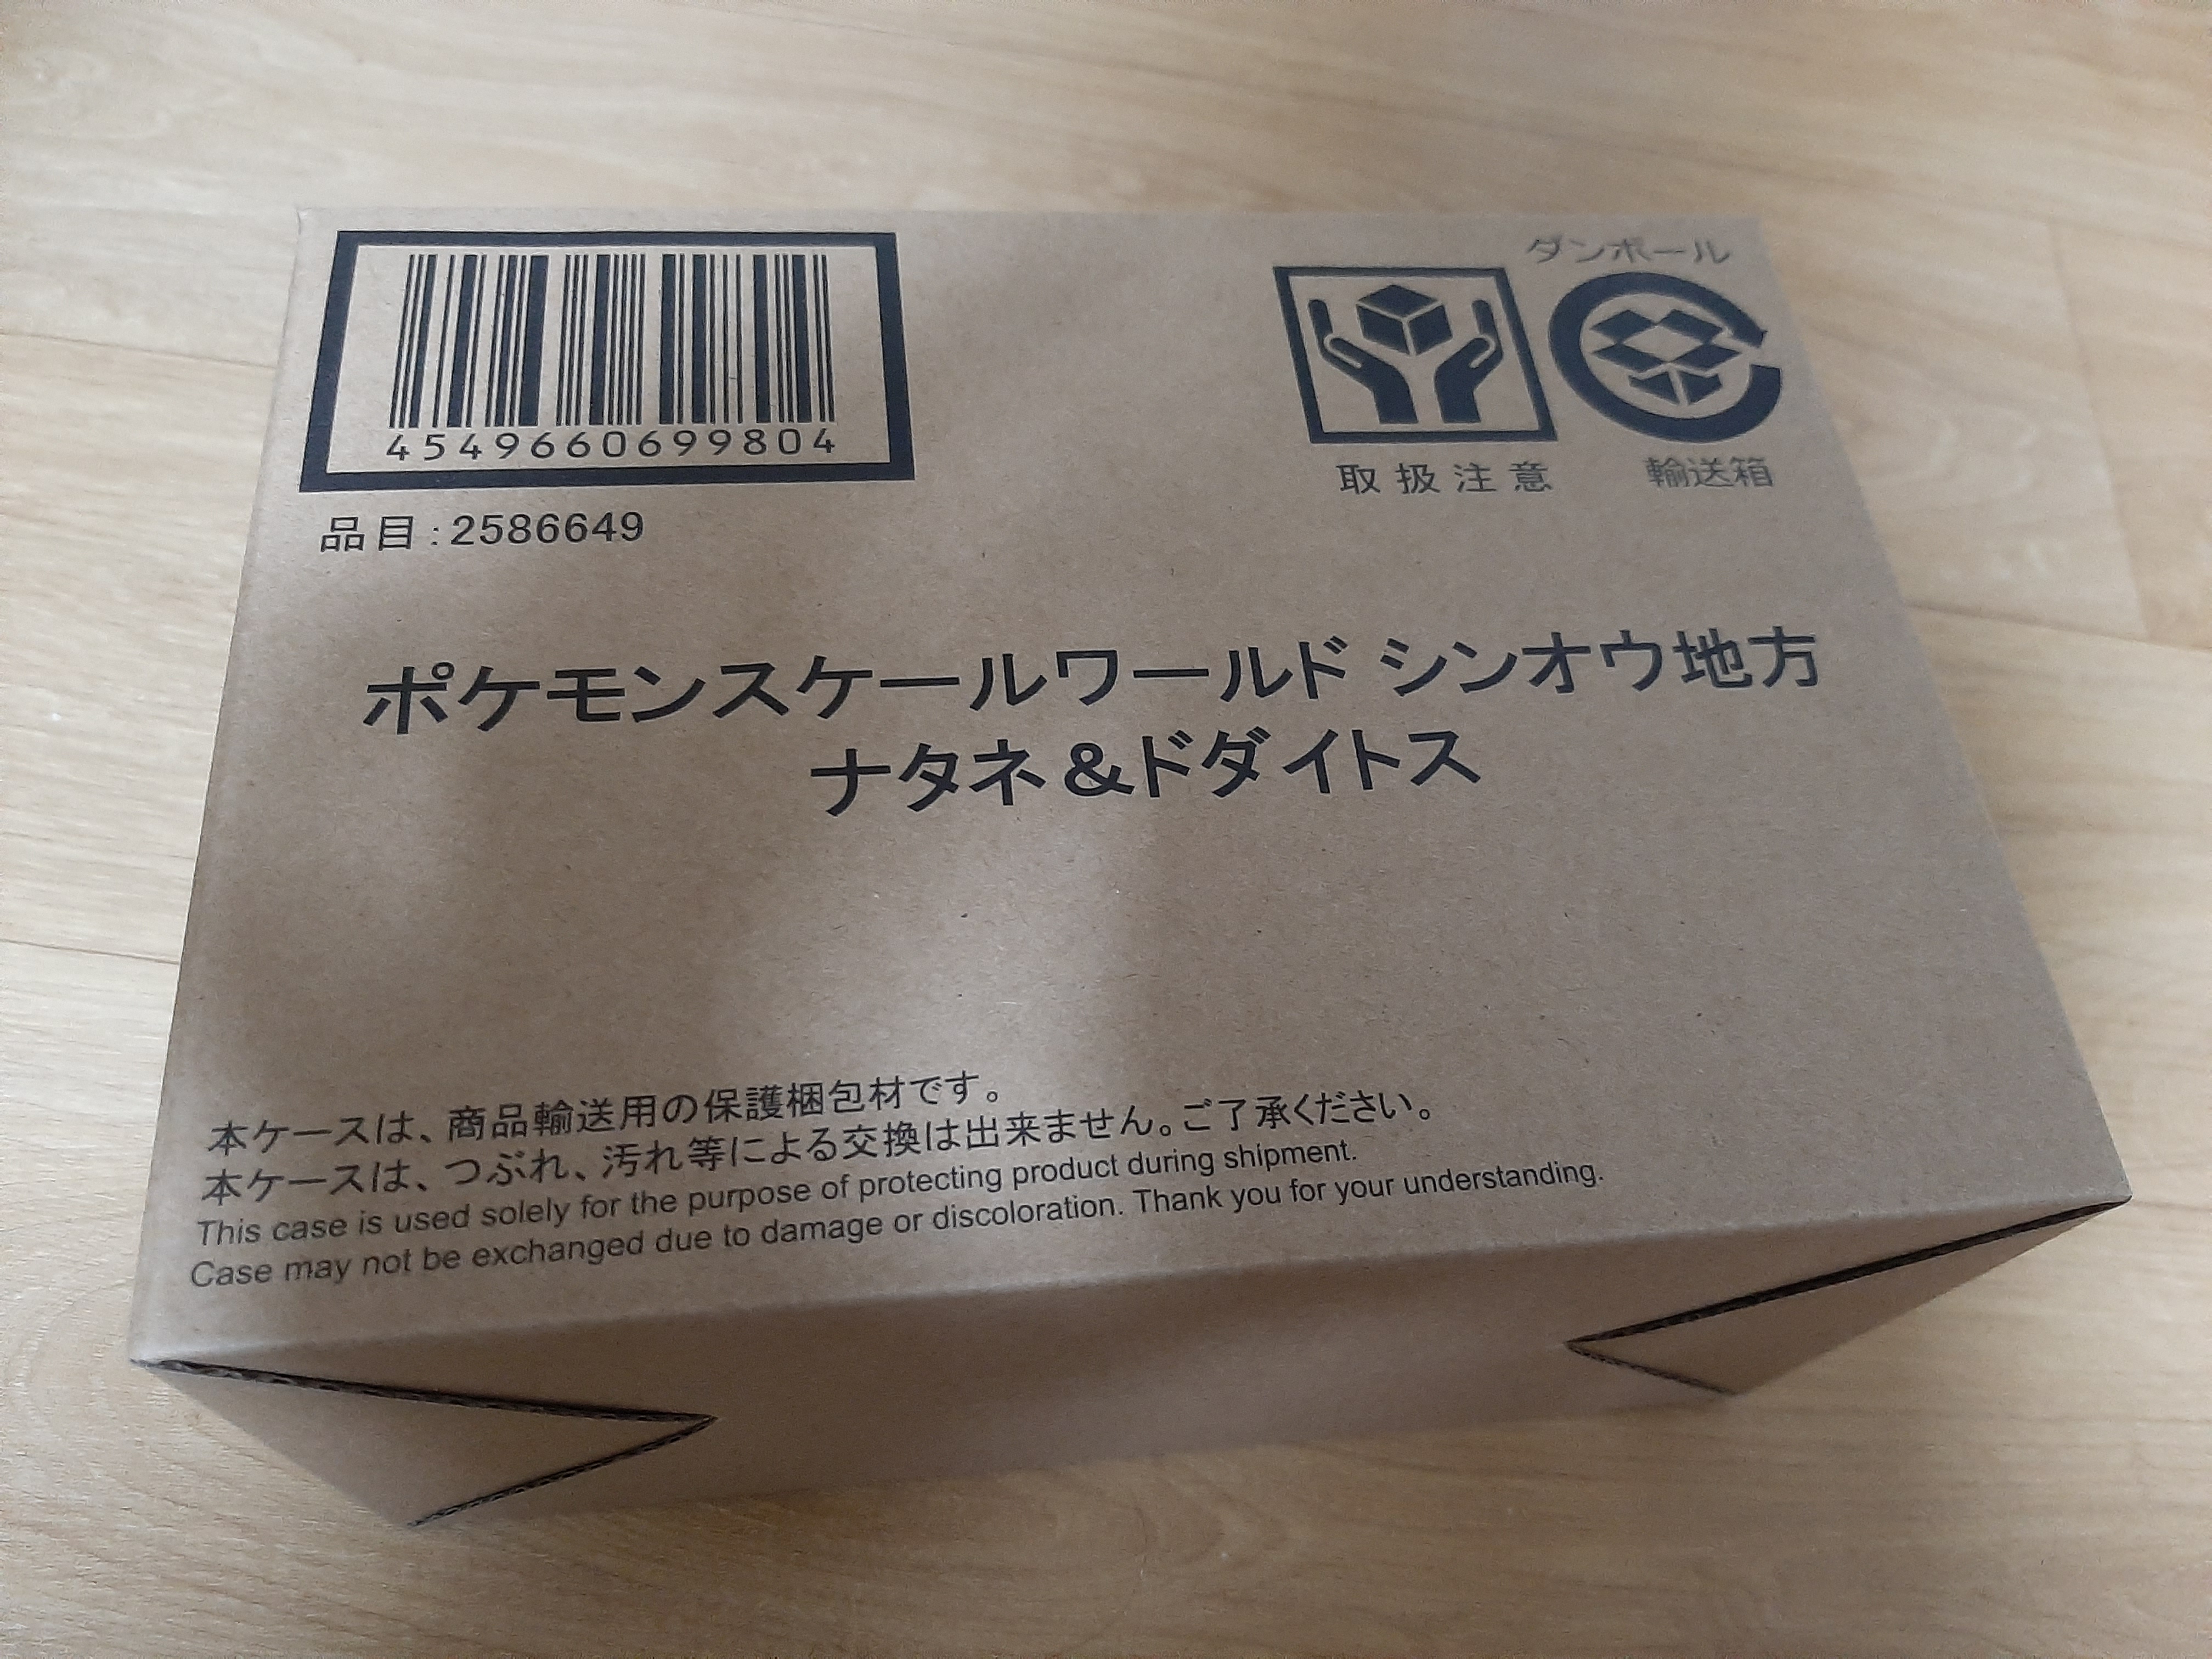 4549660699804
品目:2586649
ダンボール
取扱注意
輸送箱
ポケモンスケールワールド シンオウ地方
ナタネ&ドダイトス
本ケースは、商品輸送用の保護梱包材です。
本ケースは、つぶれ、汚れ等による交換は出来ません。ご了承ください。
This case is used solely for the purpose of protecting product during shipment.
Case may not be exchanged due to damage or discoloration. Thank you for your understanding.